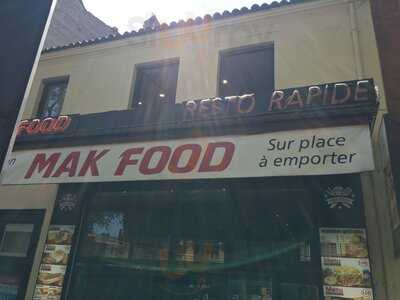 FOOD RESTO RAPIDE
MAK FOOD
Sur place
à emporter